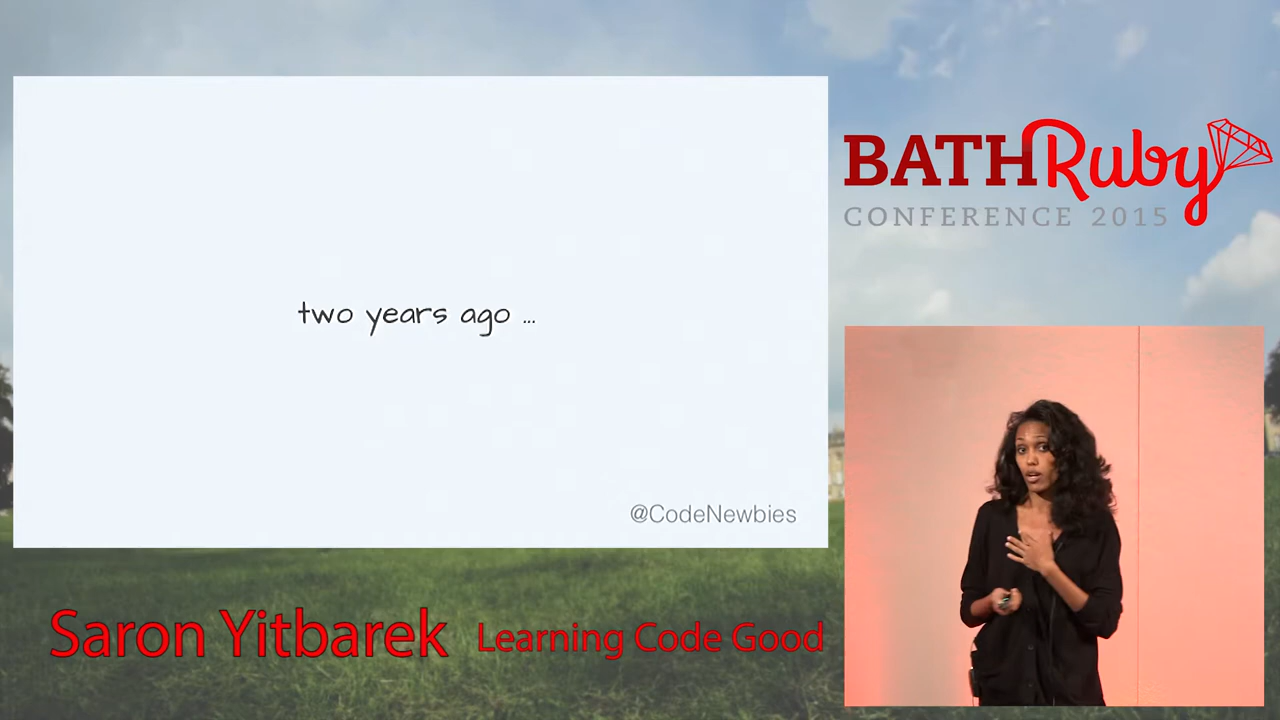 two years ago ...
@CodeNewbies
BATHRuby
CONFERENCE 2015
Saron Yitbarek Learning Code Good